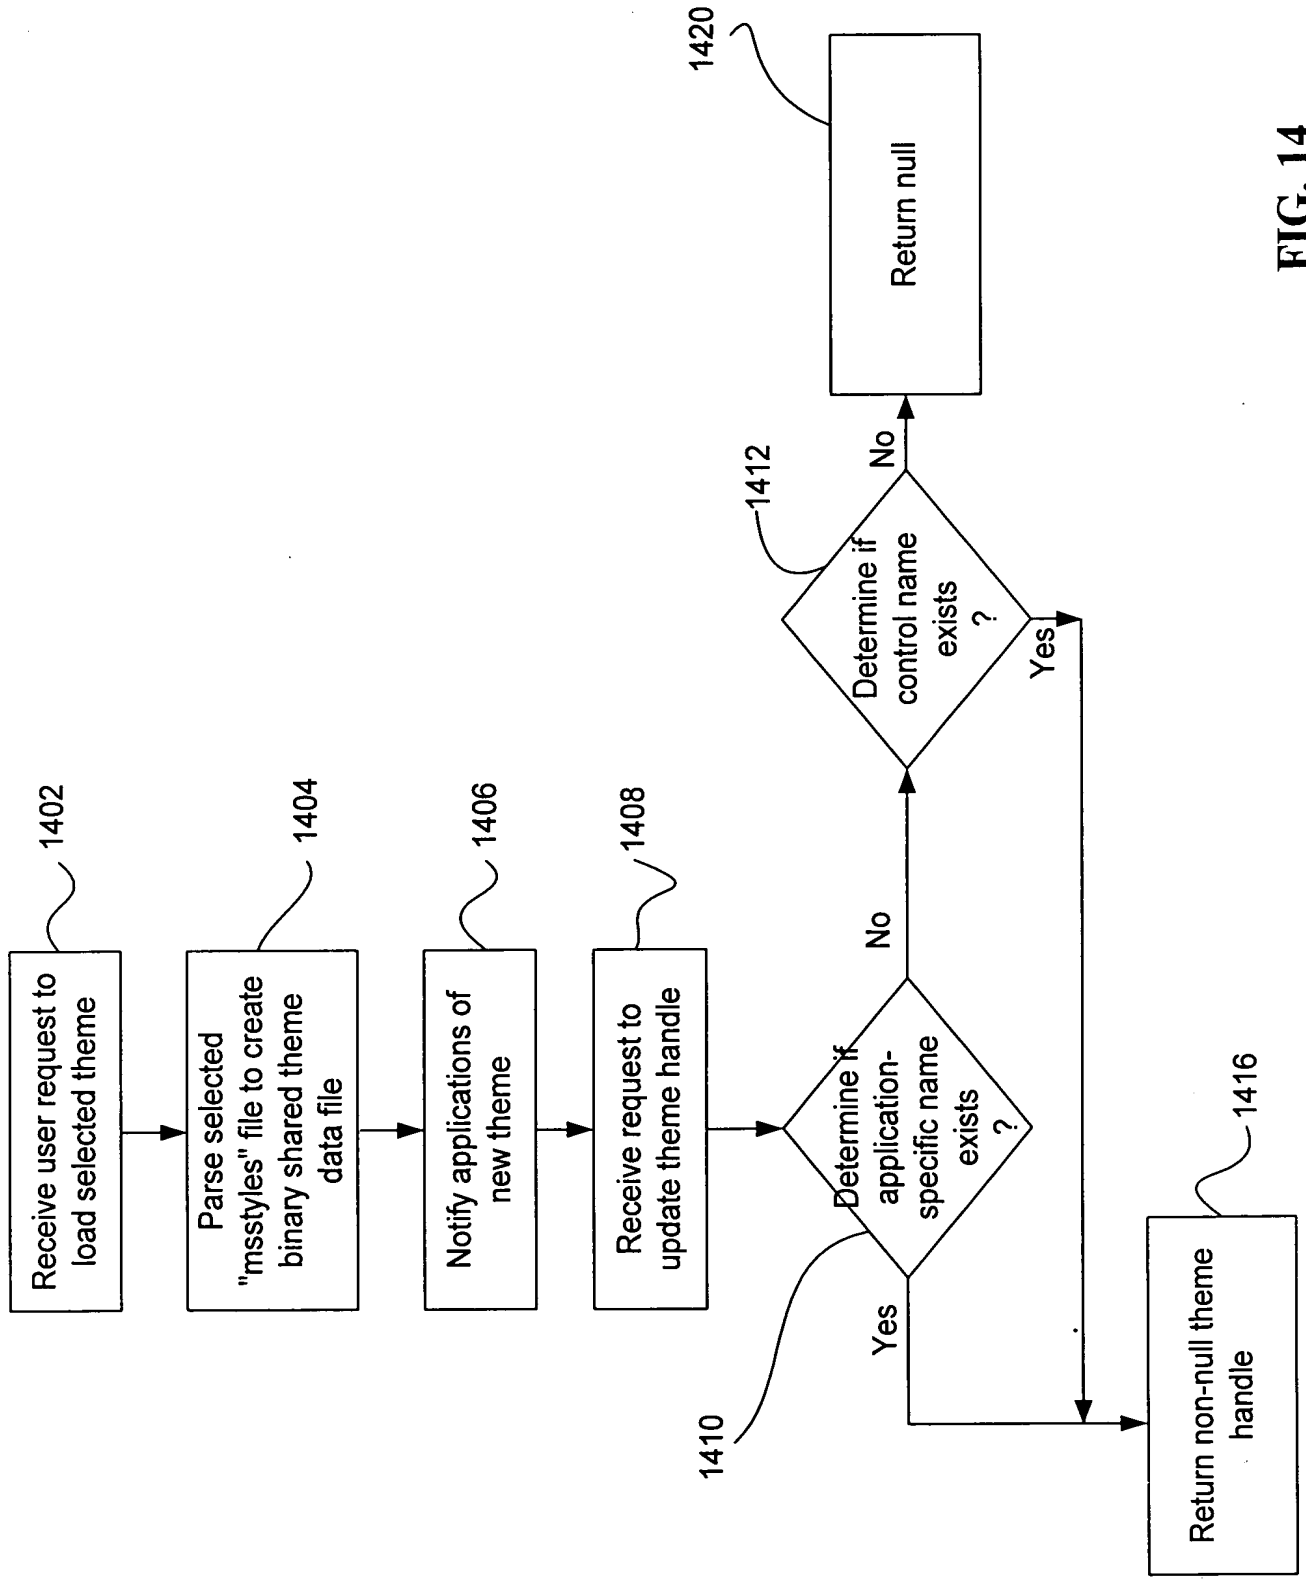 Receive user request to
load selected theme
1402
Parse selected
"msstyles" file to create
binary shared theme
data file
1404
Notify applications of
new theme
1406
Receive request to
update theme handle
1408
Determine if
application-
specific name
exists
?
1410
Yes
No
Determine if
control name
exists
?
1412
No
Yes
Return null
1420
Return non-null theme
handle
1416
FIG. 14